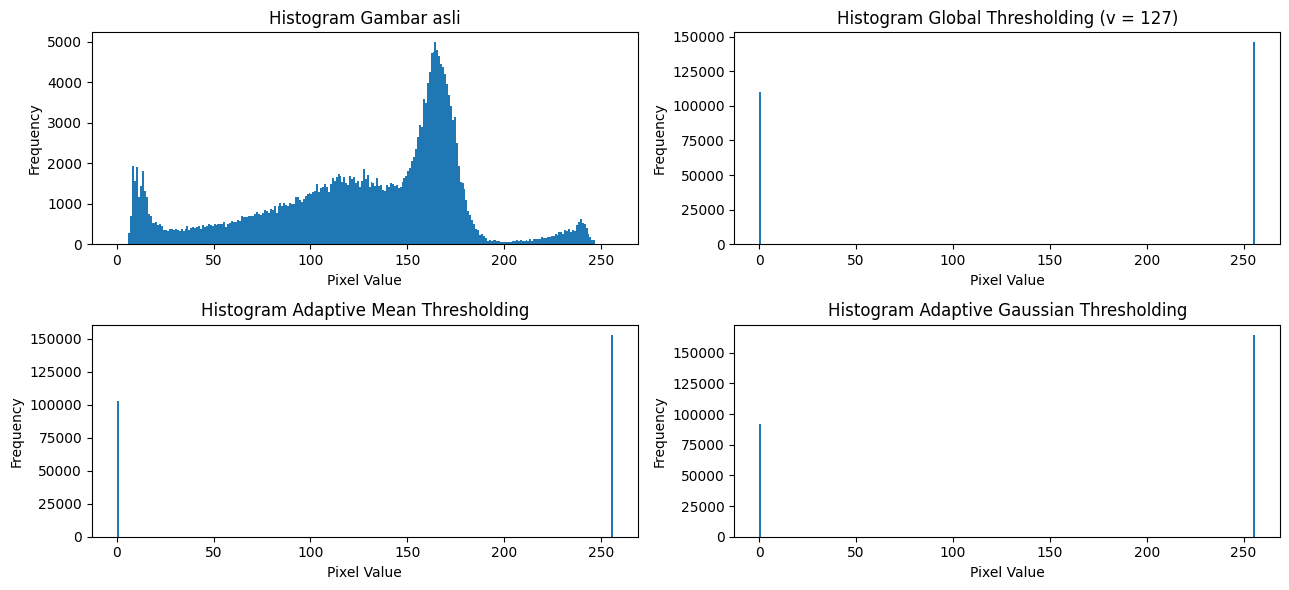 Histogram Gambar asli
Frequency
5000
4000
3000
2000
1000
0
0 50 100 150 200 250
Pixel Value
Histogram Global Thresholding (v = 127)
Frequency
150000
125000
100000
75000
50000
25000
0
0 50 100 150 200 250
Pixel Value
Histogram Adaptive Mean Thresholding
Frequency
150000
125000
100000
75000
50000
25000
0
0 50 100 150 200 250
Pixel Value
Histogram Adaptive Gaussian Thresholding
Frequency
150000
125000
100000
75000
50000
25000
0
0 50 100 150 200 250
Pixel Value